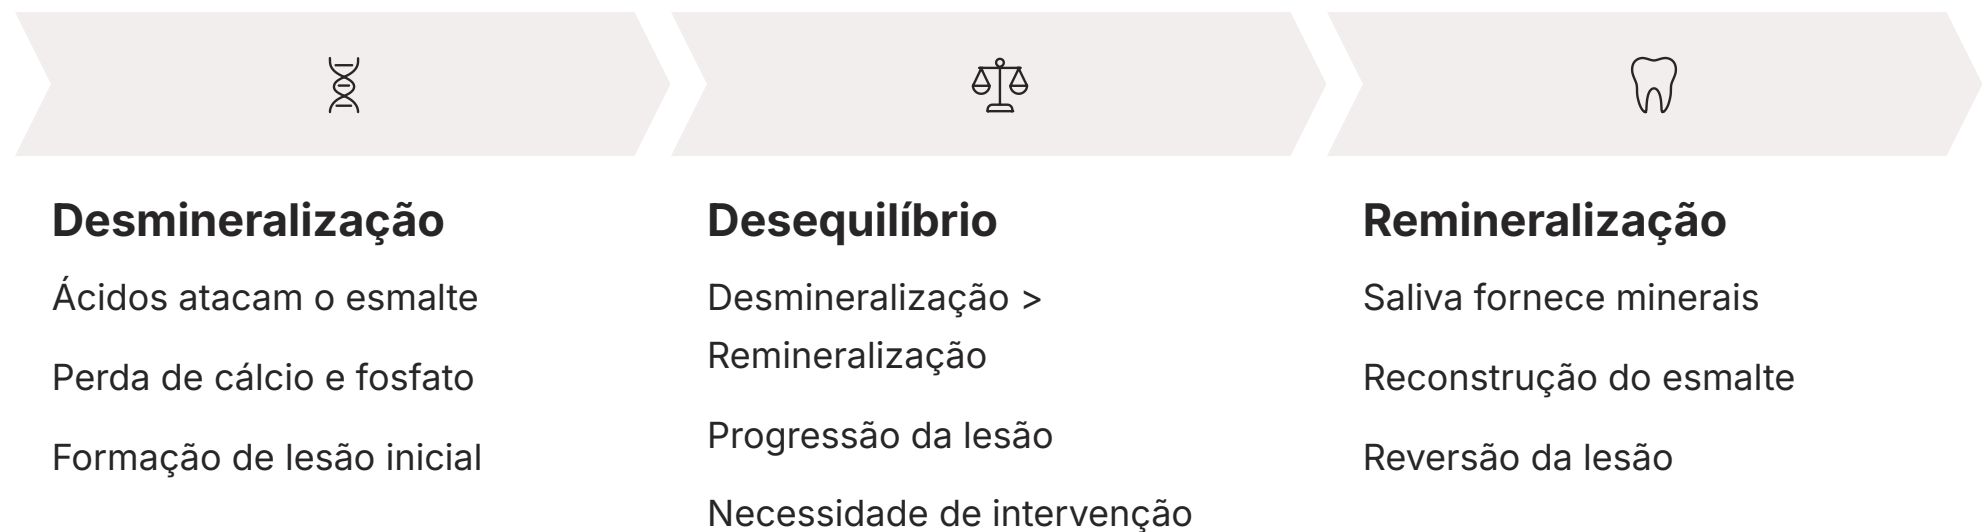 Desmineralização
Ácidos atacam o esmalte
Perda de cálcio e fosfato
Formação de lesão inicial
Desequilíbrio
Desmineralização >
Remineralização
Progressão da lesão
Necessidade de intervenção
Remineralização
Saliva fornece minerais
Reconstrução do esmalte
Reversão da lesão